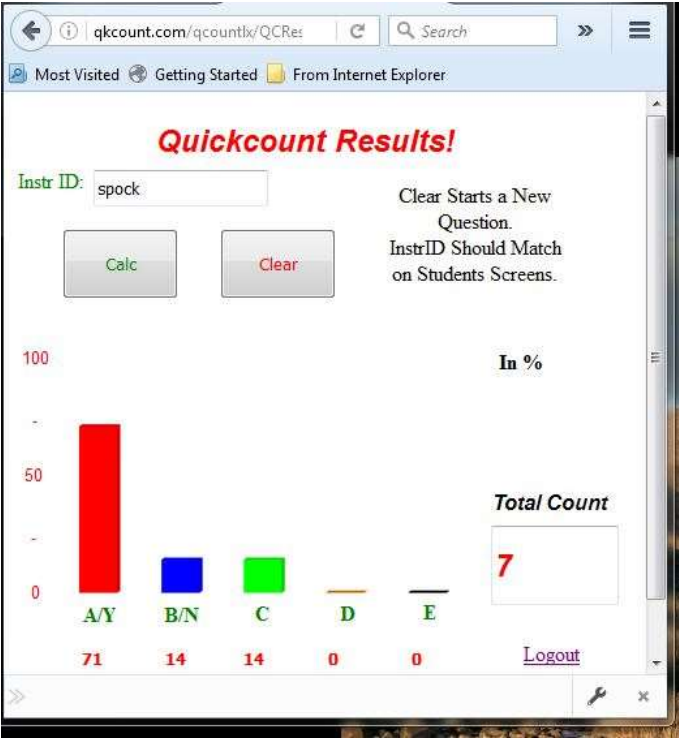 qkcount.com/qcountlx/QCRes
Search
Most Visited Getting Started From Internet Explorer
Quickcount Results!
Instr ID: spock
Clear Starts a New
Question.
InstrID Should Match
on Students Screens.
Calc Clear
100
In %
-
50
Total Count
7
-
0
A/Y B/N C D E
71 14 14 0 0
Logout